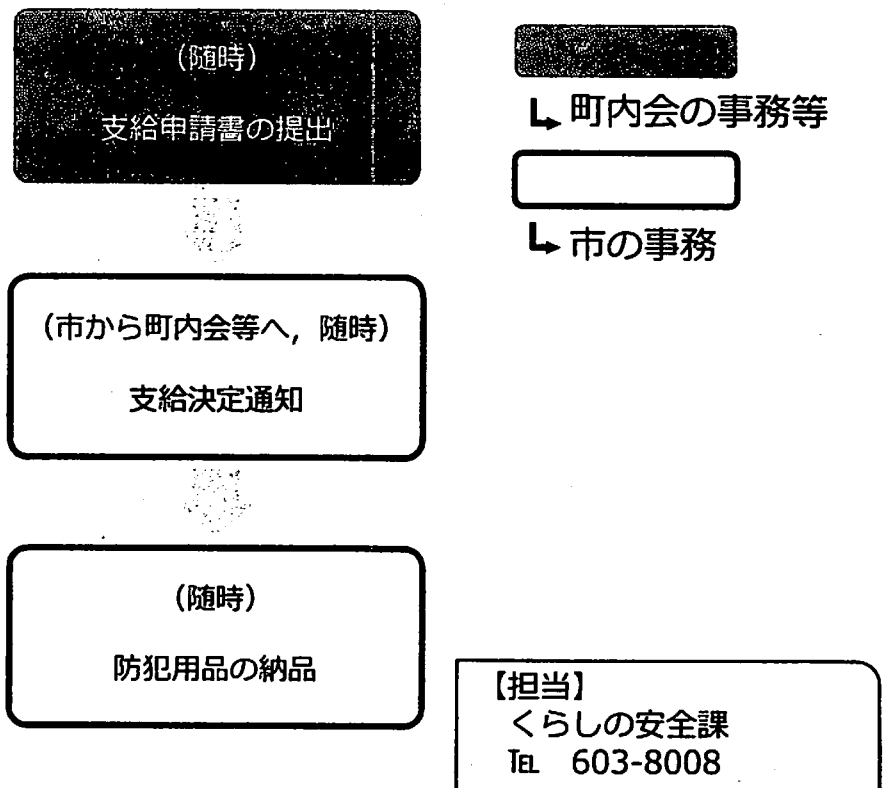 (随時)
支給申請書の提出
町内会の事務等
市の事務
(市から町内会等へ,随時)
支給決定通知
(随時)
防犯用品の納品
【担当】
くらしの安全課
℡ 603-8008